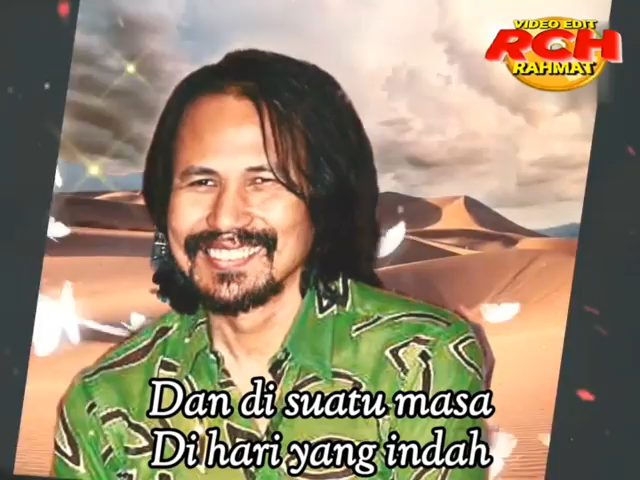 VIDEO EDIT
RCH
RAHMAT
Dan di suatu masa
Di hari yang indah